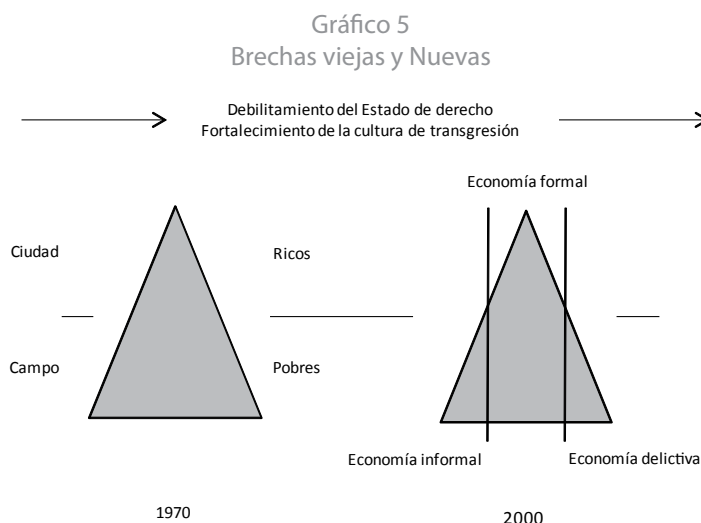 Gráfico 5
Brechas viejas y Nuevas
Debilitamiento del Estado de derecho
Fortalecimiento de la cultura de transgresión
Economía formal
Ciudad
Ricos
Campo
Pobres
Economía informal
Economía delictiva
1970
2000